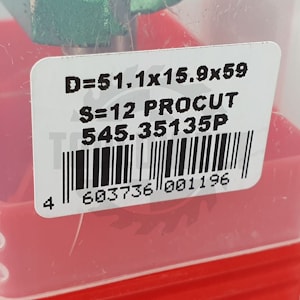 D=51.1x15.9x59
S=12 PROCUT
545.35135P
4 603736 001196